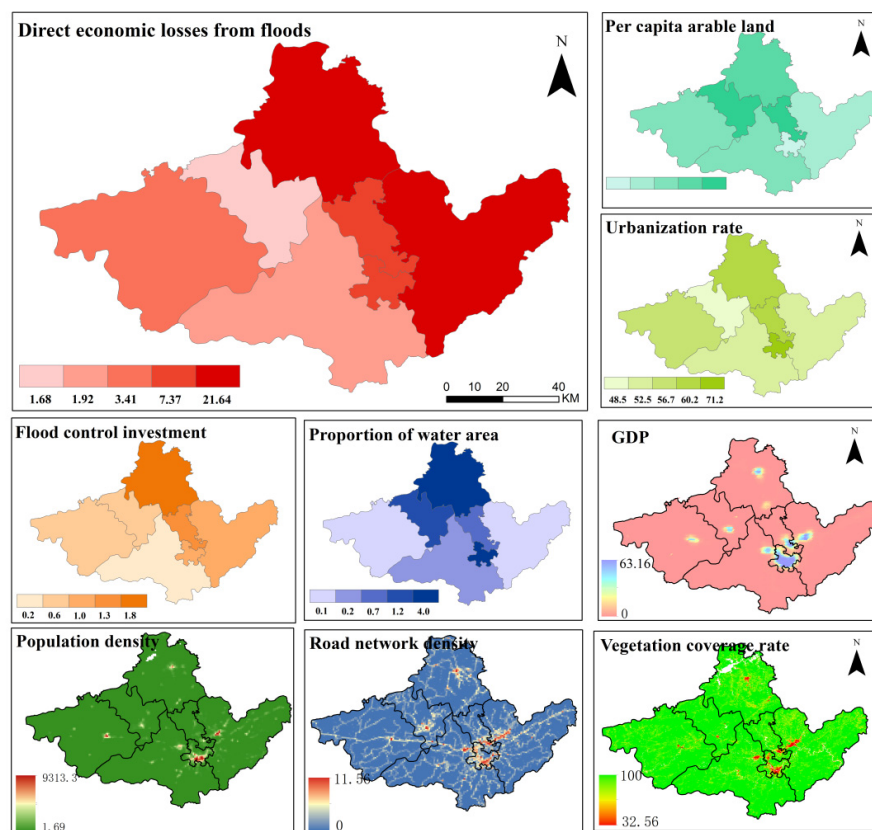 Direct economic losses from floods
N
1.68 1.92 3.41 7.37 21.64
0 20 40
KM
Per capita arable land
N
Urbanization rate
N
48.5 52.5 56.7 60.2 71.2
Flood control investment
0.2 0.6 1.0 1.3 1.8
Proportion of water area
0.1 0.2 0.7 1.2 4.0
GDP
N
63.16
0
Population density
9313.3
1.69
Road network density
11.56
0
Vegetation coverage rate
N
100
32.56